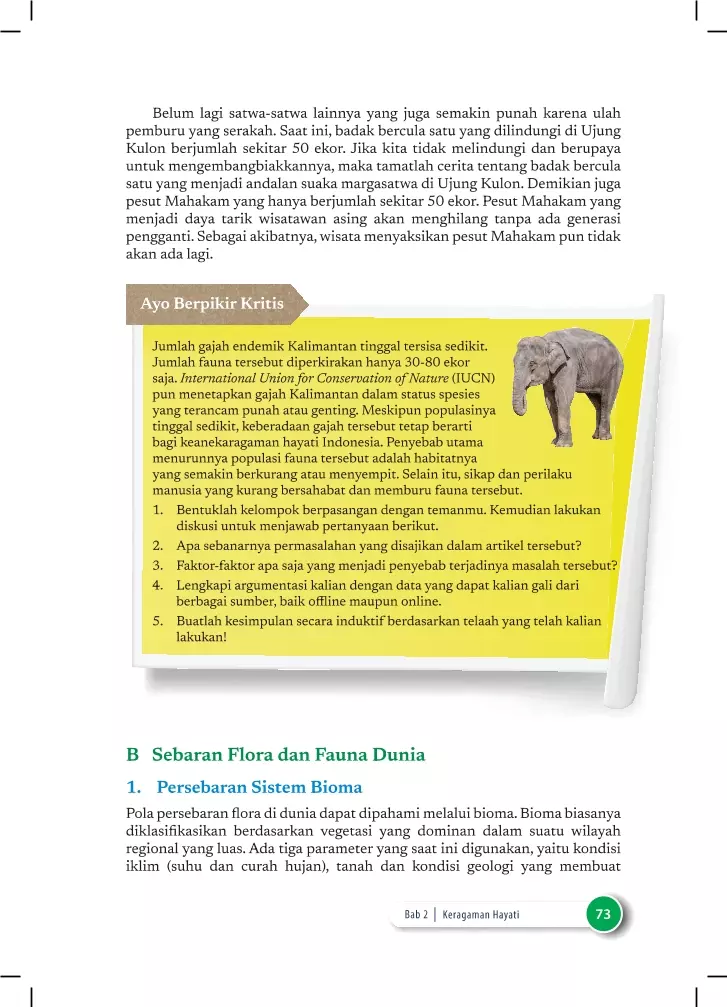 Belum lagi satwa-satwa lainnya yang juga semakin punah karena ulah
pemburu yang serakah. Saat ini, badak bercula satu yang dilindungi di Ujung
Kulon berjumlah sekitar 50 ekor. Jika kita tidak melindungi dan berupaya
untuk mengembangbiakkannya, maka tamatlah cerita tentang badak bercula
satu yang menjadi andalan suaka margasatwa di Ujung Kulon. Demikian juga
pesut Mahakam yang hanya berjumlah sekitar 50 ekor. Pesut Mahakam yang
menjadi daya tarik wisatawan asing akan menghilang tanpa ada generasi
pengganti. Sebagai akibatnya, wisata menyaksikan pesut Mahakam pun tidak
akan ada lagi.
Ayo Berpikir Kritis
Jumlah gajah endemik Kalimantan tinggal tersisa sedikit.
Jumlah fauna tersebut diperkirakan hanya 30-80 ekor
saja. International Union for Conservation of Nature (IUCN)
pun menetapkan gajah Kalimantan dalam status spesies
yang terancam punah atau genting. Meskipun populasinya
tinggal sedikit, keberadaan gajah tersebut tetap berarti
bagi keanekaragaman hayati Indonesia. Penyebab utama
menurunnya populasi fauna tersebut adalah habitatnya
yang semakin berkurang atau menyempit. Selain itu, sikap dan perilaku
manusia yang kurang bersahabat dan memburu fauna tersebut.
1. Bentuklah kelompok berpasangan dengan temanmu. Kemudian lakukan
diskusi untuk menjawab pertanyaan berikut.
2. Apa sebanarnya permasalahan yang disajikan dalam artikel tersebut?
3. Faktor-faktor apa saja yang menjadi penyebab terjadinya masalah tersebut?
4. Lengkapi argumentasi kalian dengan data yang dapat kalian gali dari
berbagai sumber, baik offline maupun online.
5. Buatlah kesimpulan secara induktif berdasarkan telaah yang telah kalian
lakukan!
B Sebaran Flora dan Fauna Dunia
1. Persebaran Sistem Bioma
Pola persebaran flora di dunia dapat dipahami melalui bioma. Bioma biasanya
diklasifikasikan berdasarkan vegetasi yang dominan dalam suatu wilayah
regional yang luas. Ada tiga parameter yang saat ini digunakan, yaitu kondisi
iklim (suhu dan curah hujan), tanah dan kondisi geologi yang membuat
Bab 2 | Keragaman Hayati 73